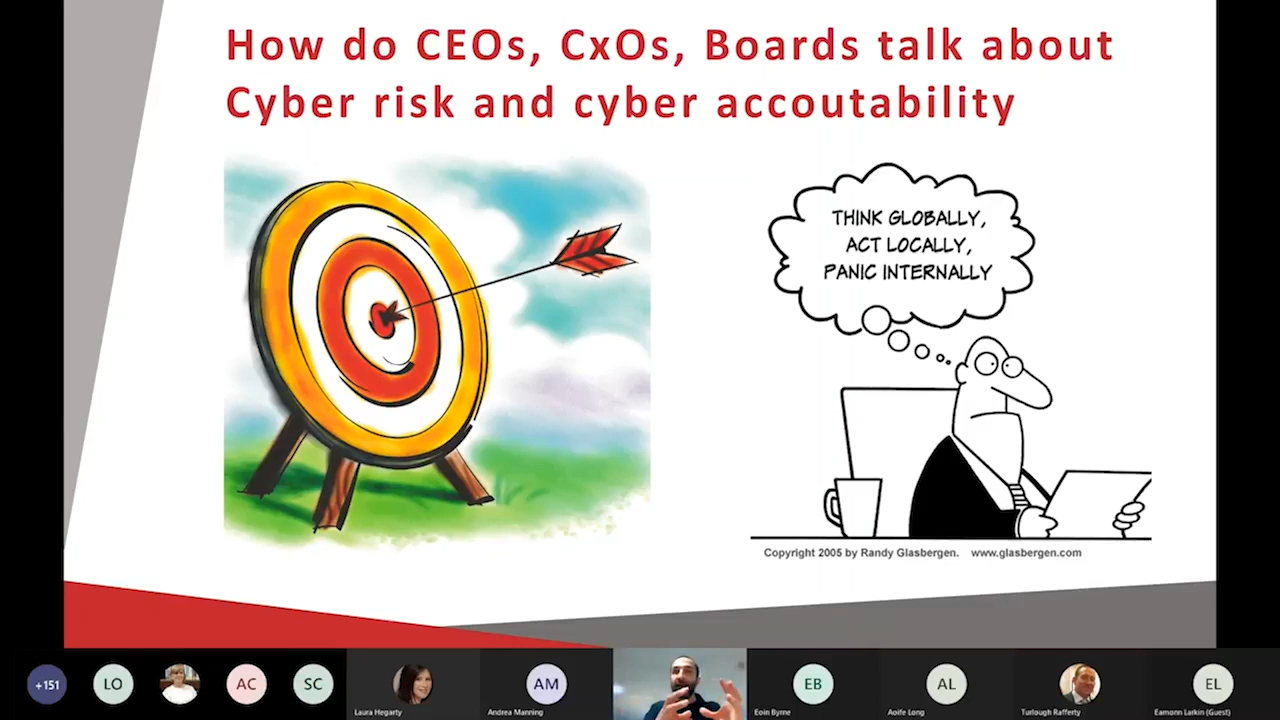 How do CEOs, CxOs, Boards talk about
Cyber risk and cyber accoutability
THINK GLOBALLY,
ACT LOCALLY,
PANIC INTERNALLY
Copyright 2005 by Randy Glasbergen. www.glasbergen.com
+151
LO
AC
SC
Laura Hegarty
AM
Andrea Manning
EB
Eoin Byrne
AL
Aoife Long
Turlough Rafferty
EL
Eamonn Larkin (Guest)